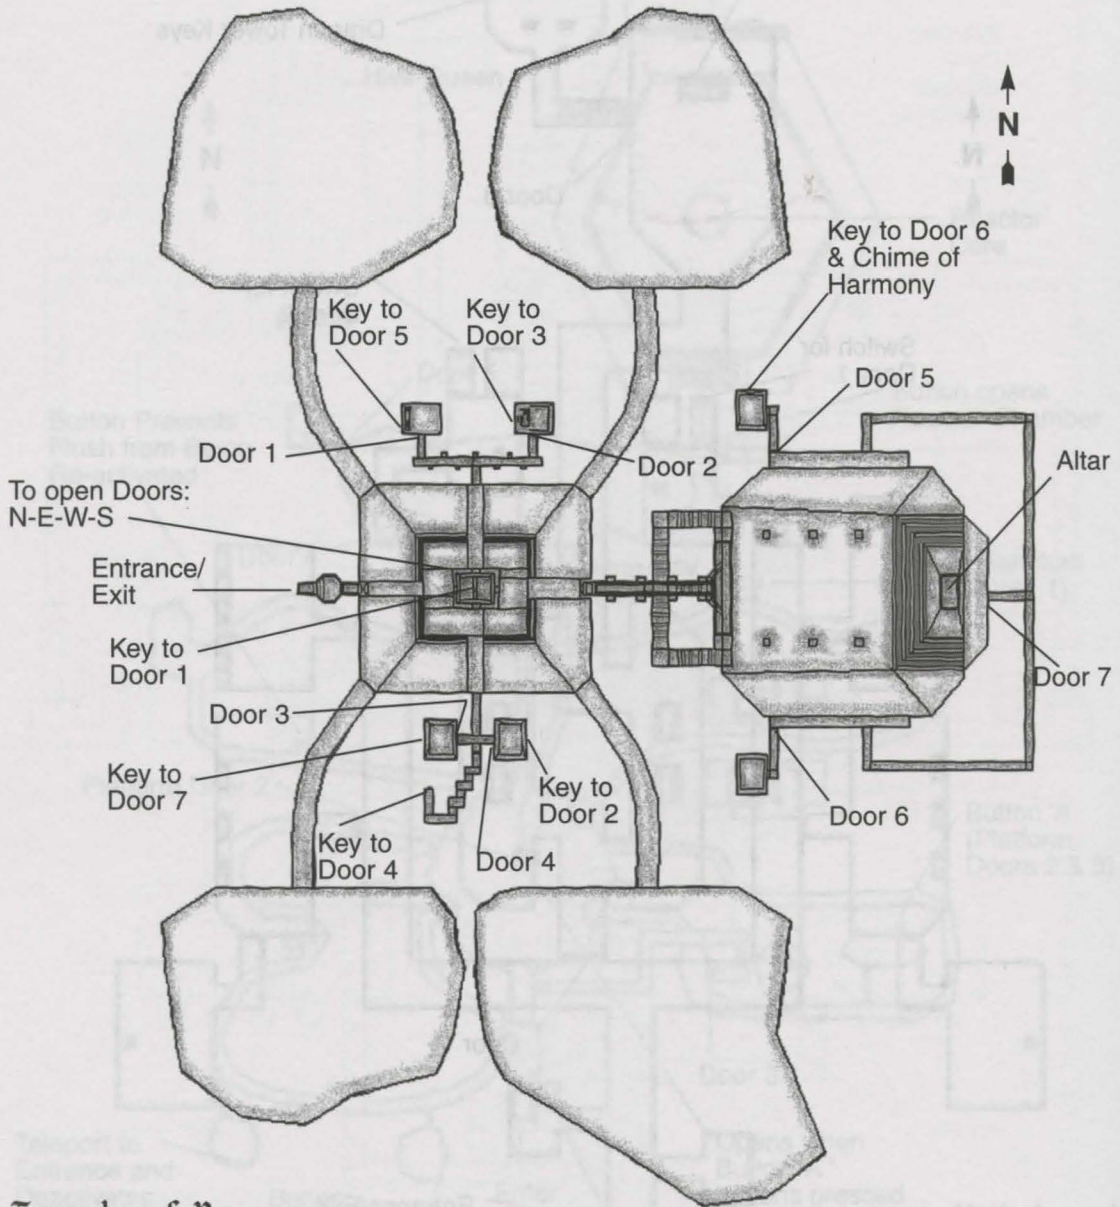 N
Key to Door 6
& Chime of
Harmony
Key to
Door 5
Key to
Door 3
Door 5
Door 1
Door 2
Altar
To open Doors:
N-E-W-S
Entrance/
Exit
Key to
Door 1
Door 7
Door 3
Key to
Door 7
Key to
Door 2
Door 6
Key to
Door 4
Door 4